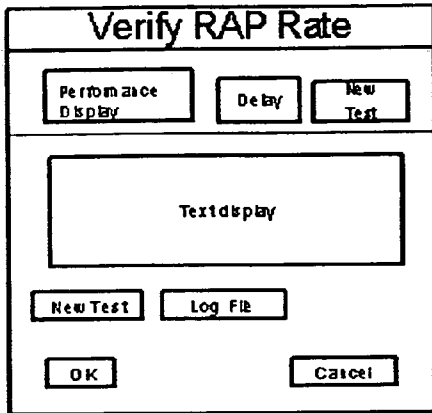 Verify RAP Rate
Performance
Display
Delay
New
Test
Text display
New Test
Log File
OK
Cancel